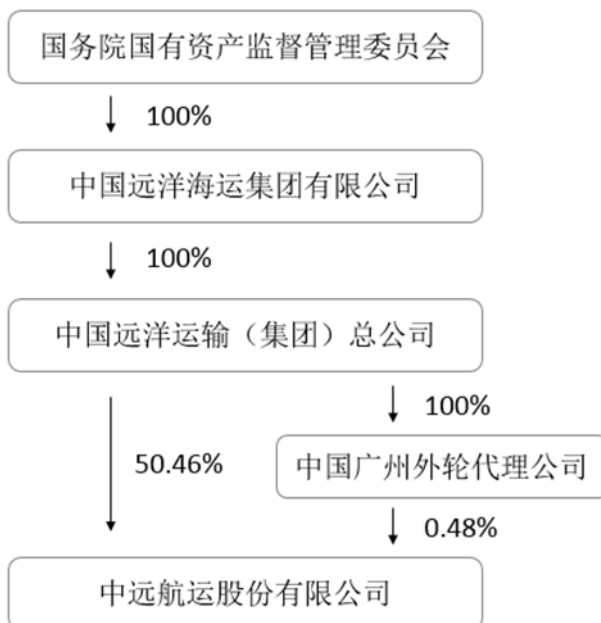 国务院国有资产监督管理委员会
100%
中国远洋海运集团有限公司
100%
中国远洋运输（集团）总公司
100%
50.46%
中国广州外轮代理公司
0.48%
中远航运股份有限公司